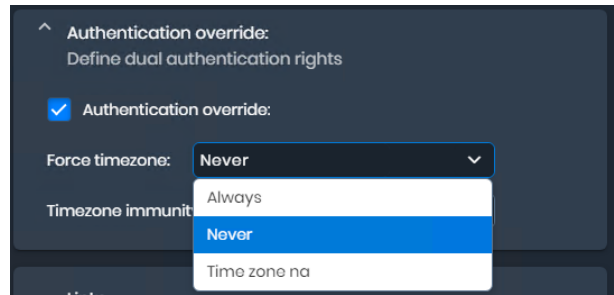 Authentication override:
Define dual authentication rights
Authentication override:
Force timezone: Never
Always
Timezone immunit
Never
Time zone na